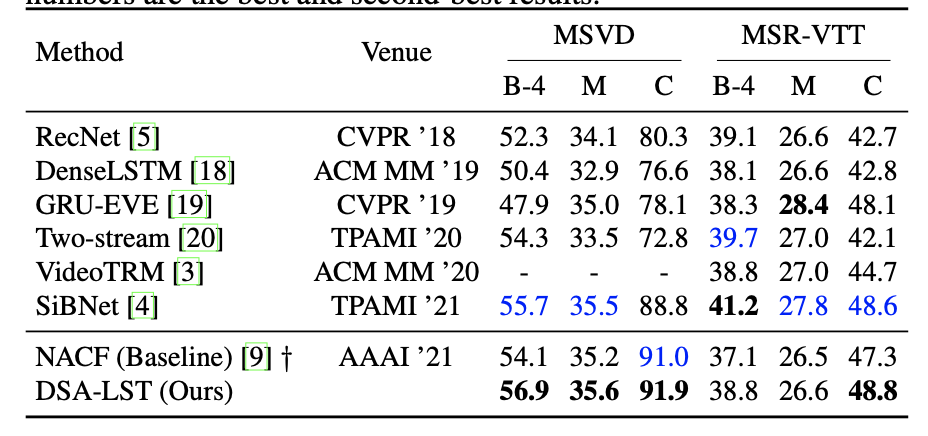 numbers are the best and second-best results.
MSVD MSR-VTT
Method Venue
B-4 M C B-4 M C
RecNet [5] CVPR ’18 52.3 34.1 80.3 39.1 26.6 42.7
DenseLSTM [18] ACM MM ’19 50.4 32.9 76.6 38.1 26.6 42.8
GRU-EVE [19] CVPR ’19 47.9 35.0 78.1 38.3 28.4 48.1
Two-stream [20] TPAMI ’20 54.3 33.5 72.8 39.7 27.0 42.1
VideoTRM [3] ACM MM ’20 - - - 38.8 27.0 44.7
SiBNet [4] TPAMI ’21 55.7 35.5 88.8 41.2 27.8 48.6
NACF (Baseline) [9] † AAAI ’21 54.1 35.2 91.0 37.1 26.5 47.3
DSA-LST (Ours) 56.9 35.6 91.9 38.8 26.6 48.8